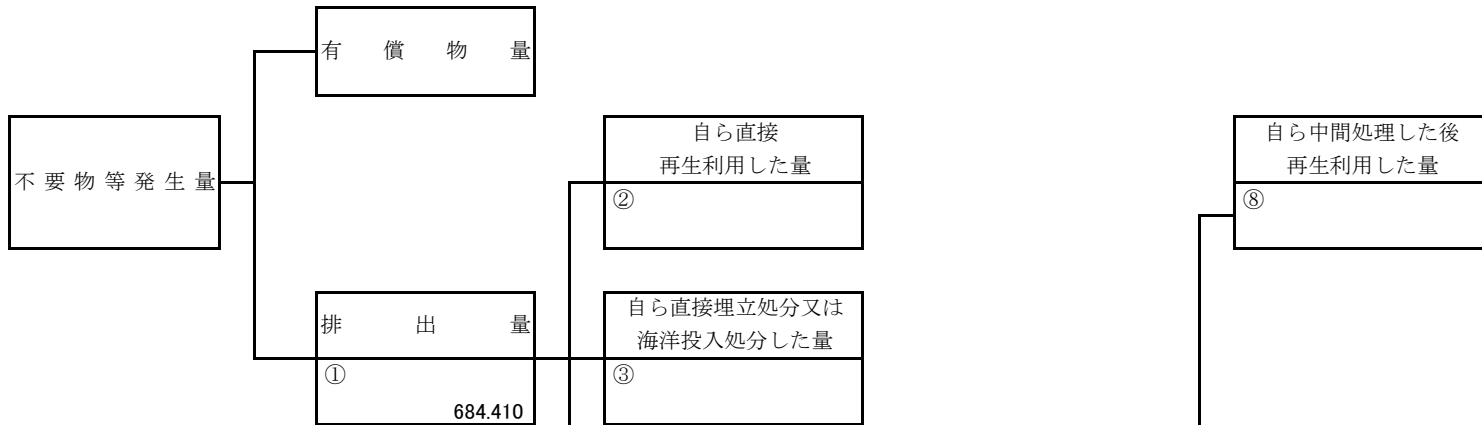 有償物量
不要物等発生量
自ら直接
再生利用した量
②
自ら中間処理した後
再生利用した量
⑧
排出量
①
684.410
自ら直接埋立処分又は
海洋投入処分した量
③